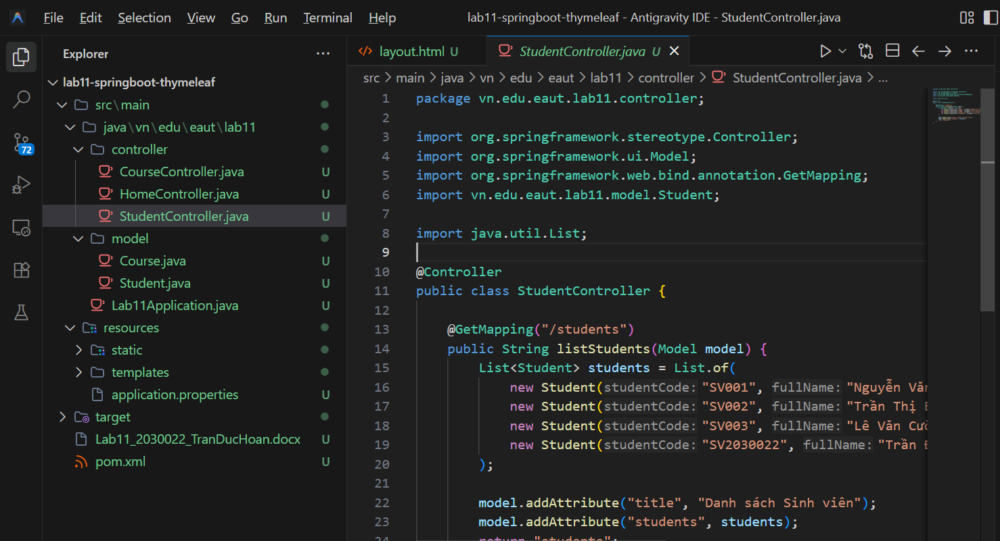 File Edit Selection View Go Run Terminal Help
lab11-springboot-thymeleaf - Antigravity IDE - StudentController.java
Explorer
lab11-springboot-thymeleaf
src\main
java\vn\edu\eaut\lab11
controller
CourseController.java U
HomeController.java U
StudentController.java U
model
Course.java U
Student.java U
Lab11Application.java U
resources
static
templates
application.properties U
target
Lab11_2030022_TranDucHoan.docx U
pom.xml U
72
layout.html U
StudentController.java U
src > main > java > vn > edu > eaut > lab11 > controller > StudentController.java > ...
1 package vn.edu.eaut.lab11.controller;
2
3 import org.springframework.stereotype.Controller;
4 import org.springframework.ui.Model;
5 import org.springframework.web.bind.annotation.GetMapping;
6 import vn.edu.eaut.lab11.model.Student;
7
8 import java.util.List;
9
10 @Controller
11 public class StudentController {
12
13 @GetMapping("/students")
14 public String listStudents(Model model) {
15 List<Student> students = List.of(
16 new Student(studentCode: "SV001", fullName: "Nguyễn Văn
17 new Student(studentCode: "SV002", fullName: "Trần Thị
18 new Student(studentCode: "SV003", fullName: "Lê Văn
19 new Student(studentCode: "SV2030022", fullName: "Trần
20 );
21
22 model.addAttribute("title", "Danh sách Sinh viên");
23 model.addAttribute("students", students);
24 return "students";